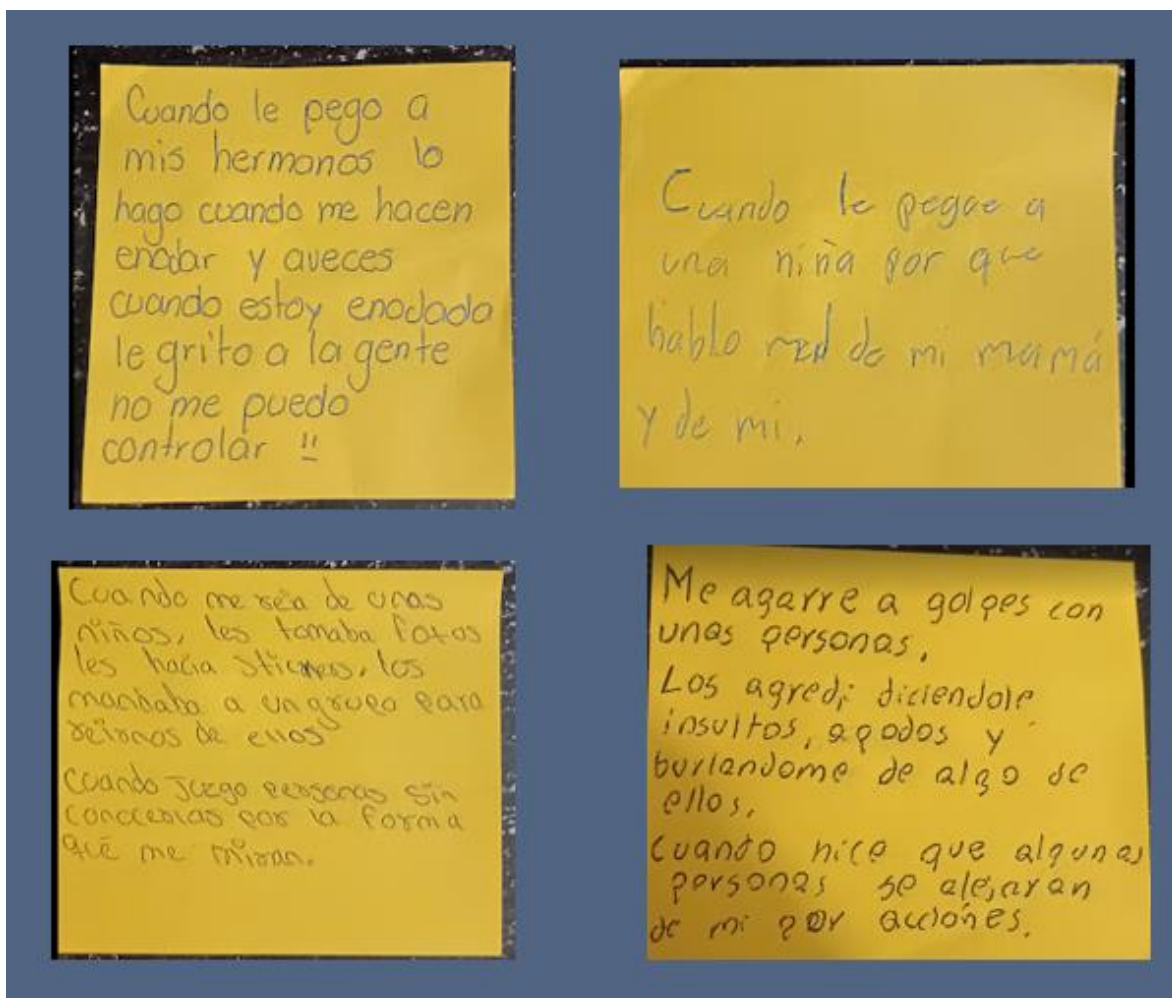 Cuando le pego a
mis hermanos lo
hago cuando me hacen
enodar y aveces
cuando estoy enodada
le grito a la gente
no me puedo
controlar !!
Cuando le pegue a
una niña por que
hablo mal de mi mamá
y de mi.
Cuando me reía de unos
niños, les tomaba fotos
les hacia stickers, los
mandaba a un grupo para
reirnos de ellos
Cuando juzgo personas sin
conocerlas por la forma
que me miran.
Me agarre a golpes con
unas personas.
Los agredi diciendole
insultos, apodos y
burlandome de algo de
ellos.
Cuando hice que algunas
personas se alejaran
de mi por acciónes.